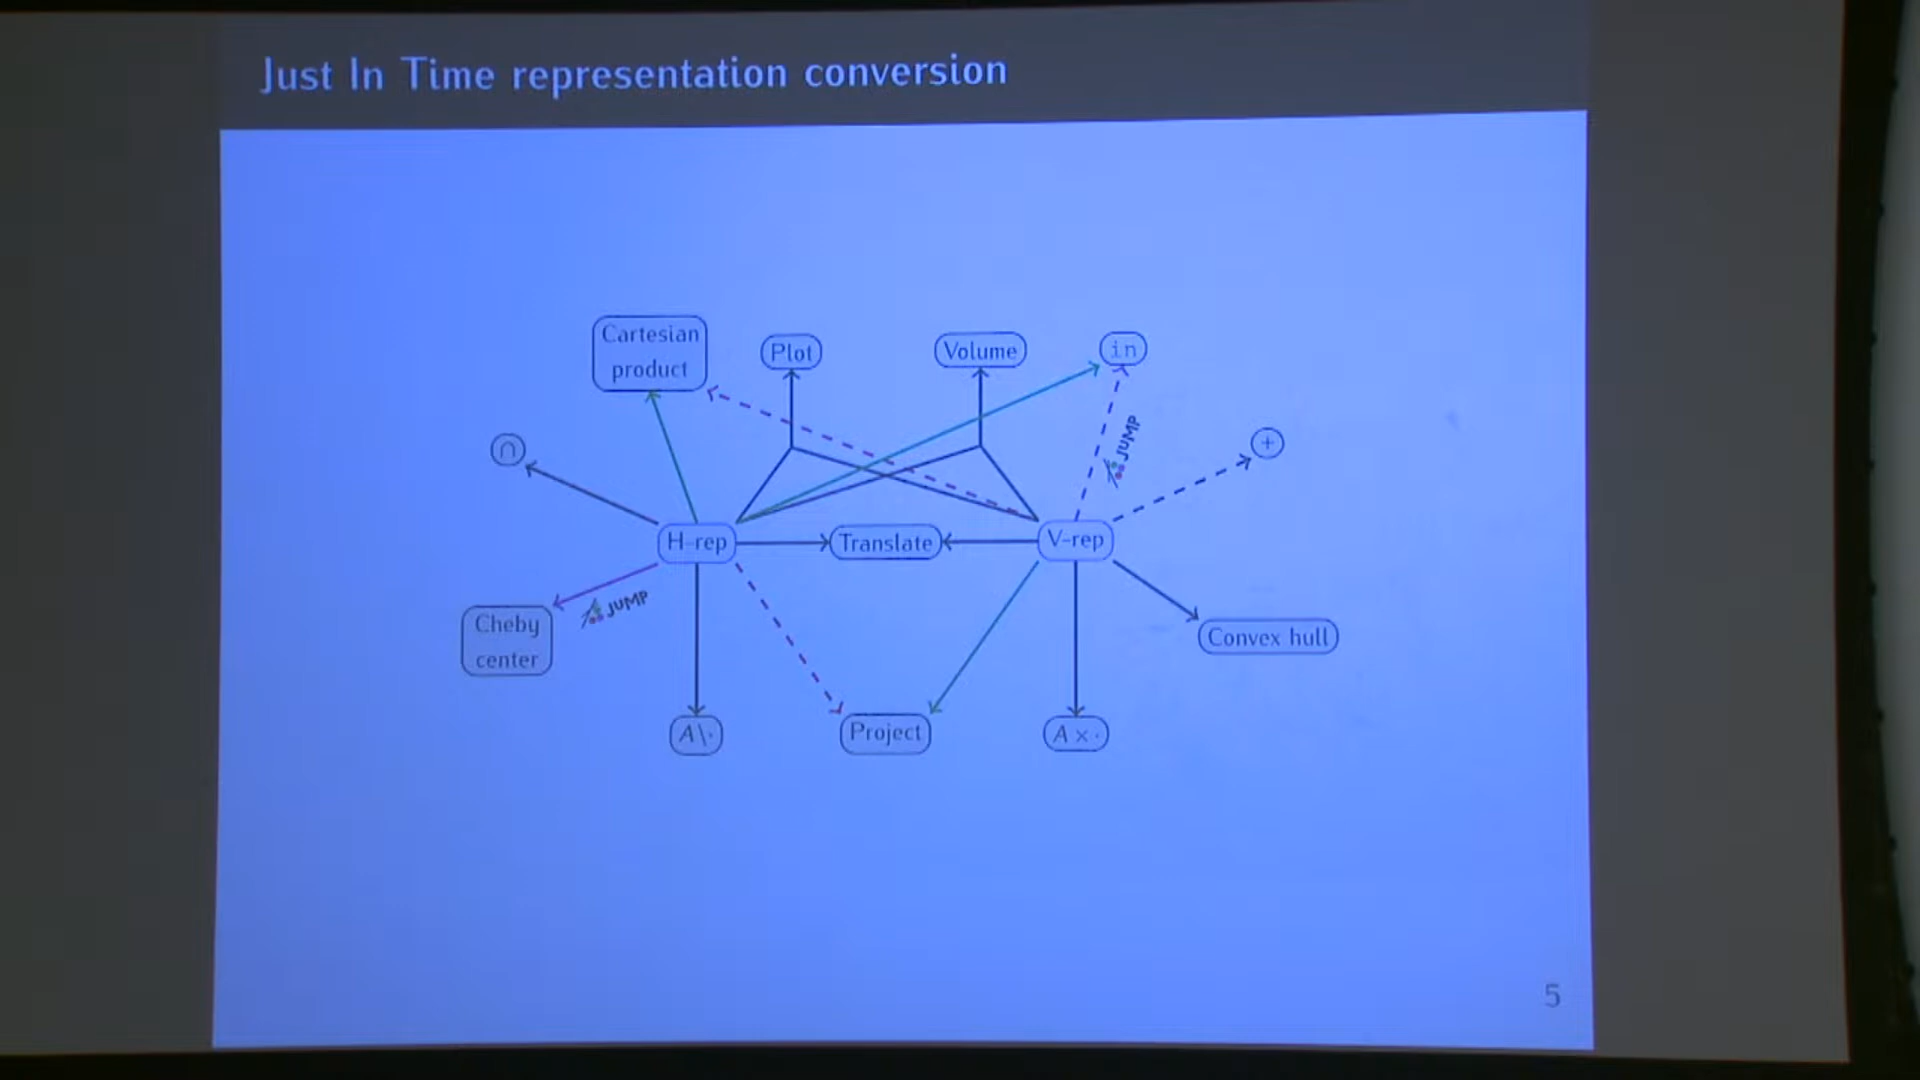 Just In Time representation conversion
Cartesian
product
Plot
Volume
in
∩
JuMP
+
H-rep
Translate
V-rep
Cheby
center
JuMP
Convex hull
A\·
Project
A × ·
5